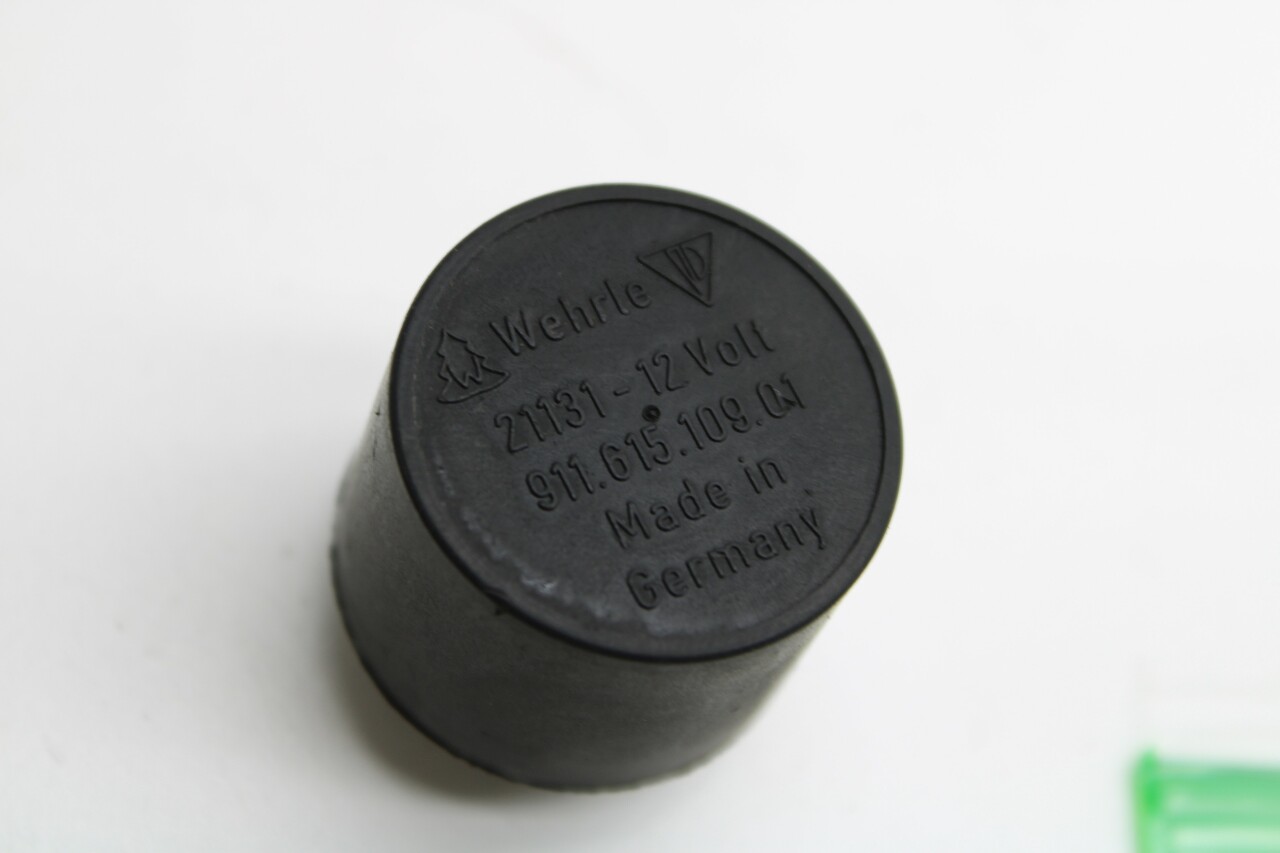 Wehrle
21131 - 12 Volt
911.615.109.01
Made in
Germany